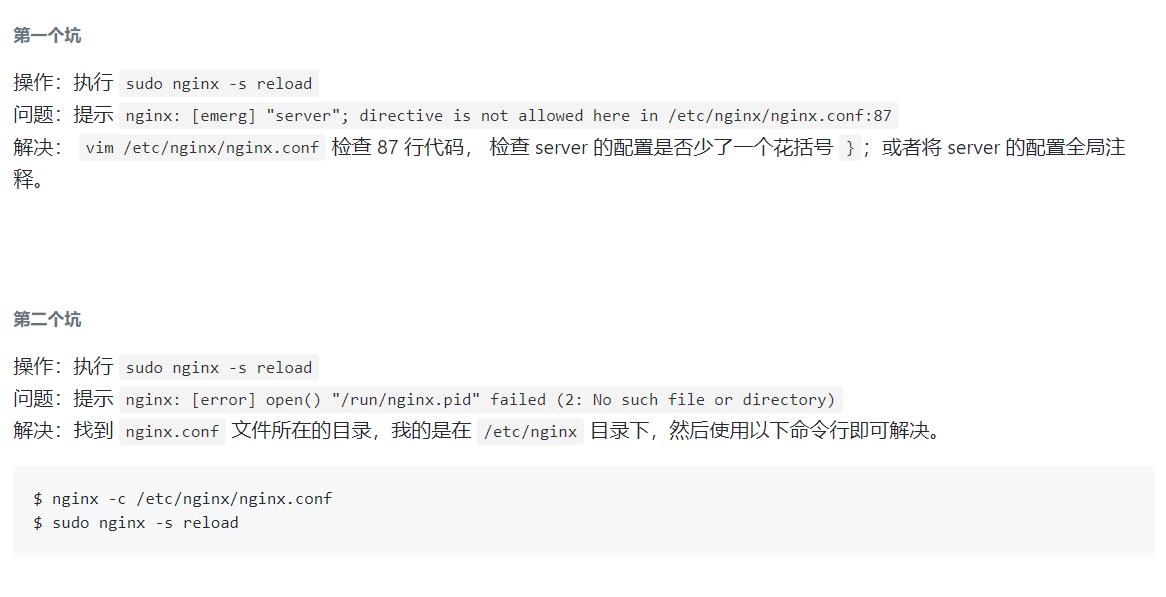 第一个坑
操作：执行 sudo nginx -s reload
问题：提示 nginx: [emerg] "server"; directive is not allowed here in /etc/nginx/nginx.conf:87
解决： vim /etc/nginx/nginx.conf 检查 87 行代码， 检查 server 的配置是否少了一个花括号 } ；或者将 server 的配置全局注
释。
第二个坑
操作：执行 sudo nginx -s reload
问题：提示 nginx: [error] open() "/run/nginx.pid" failed (2: No such file or directory)
解决：找到 nginx.conf 文件所在的目录，我的是在 /etc/nginx 目录下，然后使用以下命令行即可解决。
$ nginx -c /etc/nginx/nginx.conf
$ sudo nginx -s reload